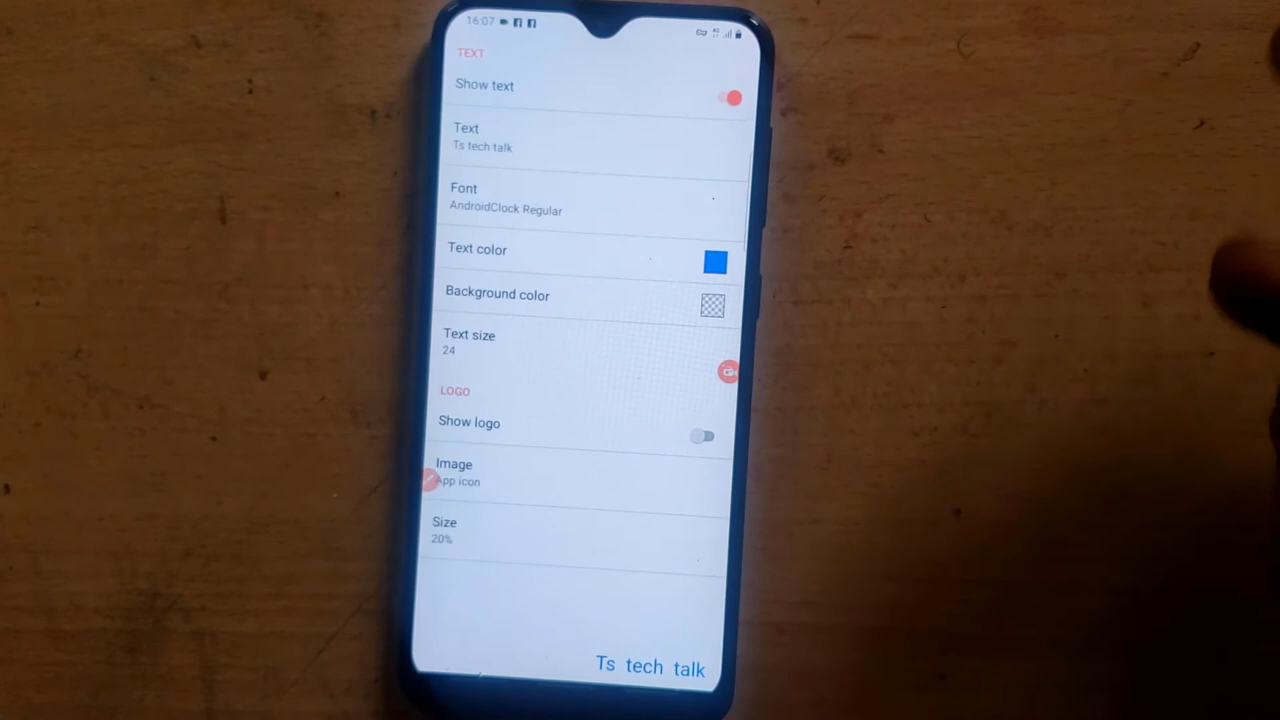 16:07
TEXT
Show text
Text
Ts tech talk
Font
AndroidClock Regular
Text color
Background color
Text size
24
LOGO
Show logo
Image
App icon
Size
20%
Ts tech talk